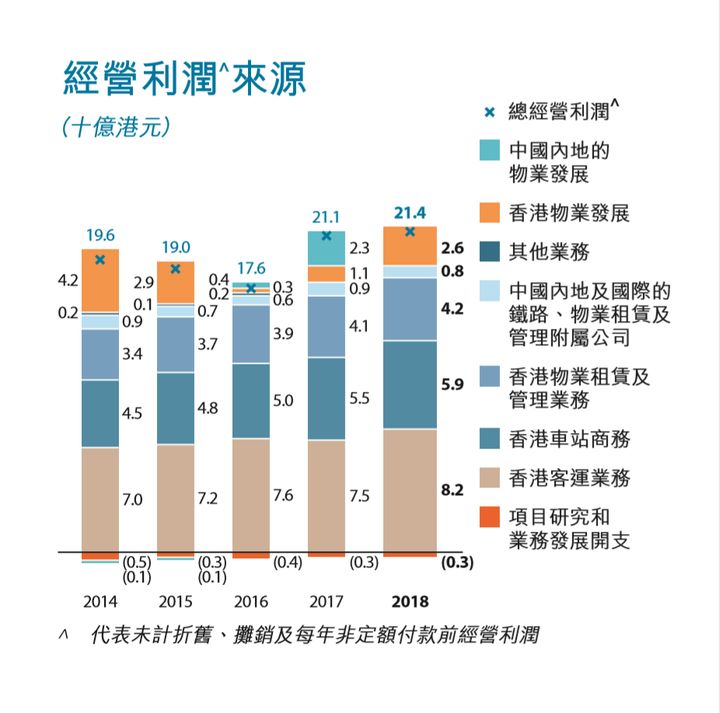 經營利潤^來源
（十億港元）
總經營利潤^
中國內地的
物業發展
香港物業發展
其他業務
中國內地及國際的
鐵路、物業租賃及
管理附屬公司
香港物業租賃及
管理業務
香港車站商務
香港客運業務
項目研究和
業務發展開支
19.6
4.2
0.2
0.9
3.4
4.5
7.0
(0.5)
(0.1)
2014
19.0
2.9
0.1
0.7
3.7
4.8
7.2
(0.3)
(0.1)
2015
17.6
0.4
0.3
0.2
0.6
3.9
5.0
7.6
(0.4)
2016
21.1
2.3
1.1
0.9
4.1
5.5
7.5
(0.3)
2017
21.4
2.6
0.8
4.2
5.9
8.2
(0.3)
2018
^ 代表未計折舊、攤銷及每年非定額付款前經營利潤